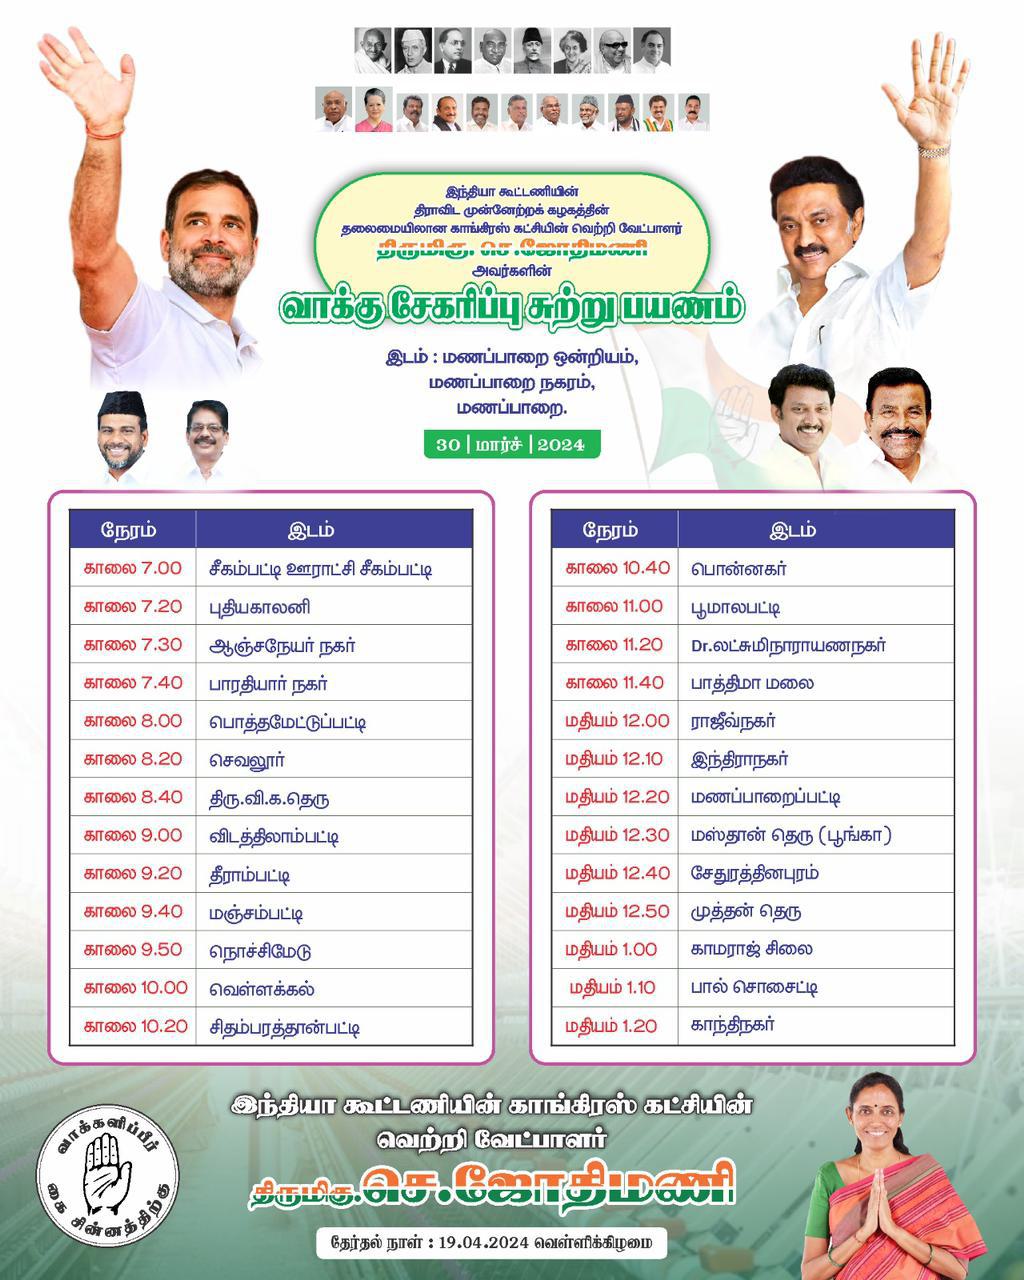 இந்தியா கூட்டணியின்
திராவிட முன்னேற்றக் கழகத்தின்
தலைமையிலான காங்கிரஸ் கட்சியின் வெற்றி வேட்பாளர்
திருமிகு. செ.ஜோதிமணி
அவர்களின்
வாக்கு சேகரிப்பு சுற்று பயணம்
இடம் : மணப்பாறை ஒன்றியம்,
மணப்பாறை நகரம்,
மணப்பாறை.
30 | மார்ச் | 2024
நேரம் இடம்
காலை 7.00 சீகம்பட்டி ஊராட்சி சீகம்பட்டி
காலை 7.20 புதியகாலனி
காலை 7.30 ஆஞ்சநேயர் நகர்
காலை 7.40 பாரதியார் நகர்
காலை 8.00 பொத்தமேட்டுப்பட்டி
காலை 8.20 செவலூர்
காலை 8.40 திரு.வி.க.தெரு
காலை 9.00 விடத்திலாம்பட்டி
காலை 9.20 தீராம்பட்டி
காலை 9.40 மஞ்சம்பட்டி
காலை 9.50 நொச்சிமேடு
காலை 10.00 வெள்ளக்கல்
காலை 10.20 சிதம்பரத்தான்பட்டி
நேரம் இடம்
காலை 10.40 பொன்னகர்
காலை 11.00 பூமாலபட்டி
காலை 11.20 Dr.லட்சுமிநாராயணநகர்
காலை 11.40 பாத்திமா மலை
மதியம் 12.00 ராஜீவ்நகர்
மதியம் 12.10 இந்திராநகர்
மதியம் 12.20 மணப்பாறைப்பட்டி
மதியம் 12.30 மஸ்தான் தெரு (பூங்கா)
மதியம் 12.40 சேதுரத்தினபுரம்
மதியம் 12.50 முத்தன் தெரு
மதியம் 1.00 காமராஜ் சிலை
மதியம் 1.10 பால் சொசைட்டி
மதியம் 1.20 காந்திநகர்
இந்தியா கூட்டணியின் காங்கிரஸ் கட்சியின்
வெற்றி வேட்பாளர்
திருமிகு.செ.ஜோதிமணி
தேர்தல் நாள் : 19.04.2024 வெள்ளிக்கிழமை
வாக்களிப்பீர்
கை சின்னத்திற்கு